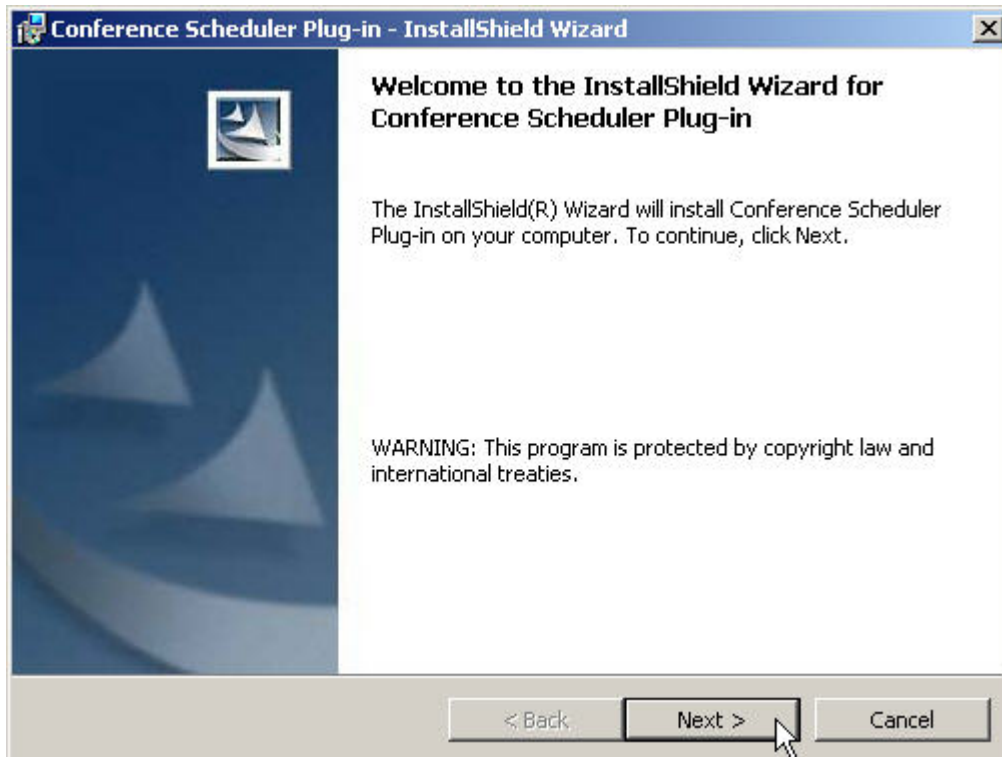 Conference Scheduler Plug-in - InstallShield Wizard
Welcome to the InstallShield Wizard for
Conference Scheduler Plug-in
The InstallShield(R) Wizard will install Conference Scheduler
Plug-in on your computer. To continue, click Next.
WARNING: This program is protected by copyright law and
international treaties.
< Back
Next >
Cancel